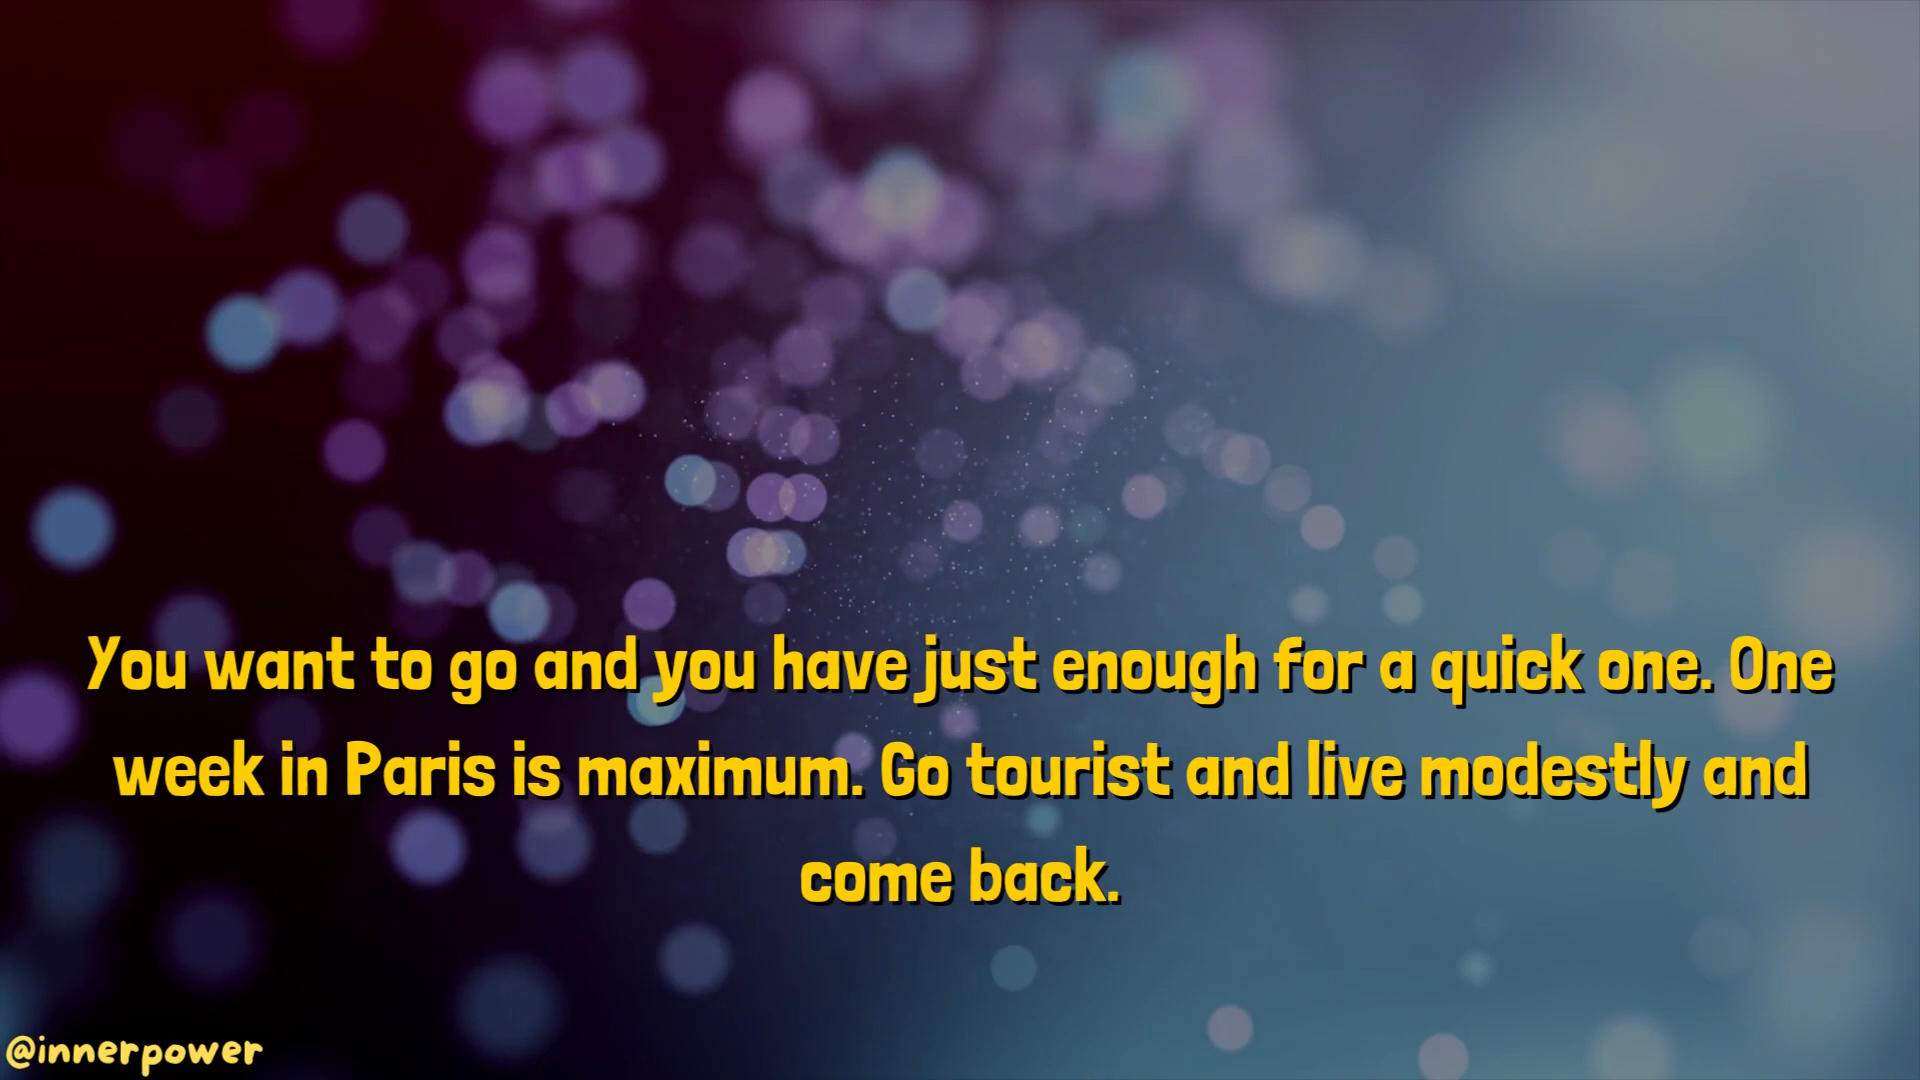 You want to go and you have just enough for a quick one. One
week in Paris is maximum. Go tourist and live modestly and
come back.
@innerpower